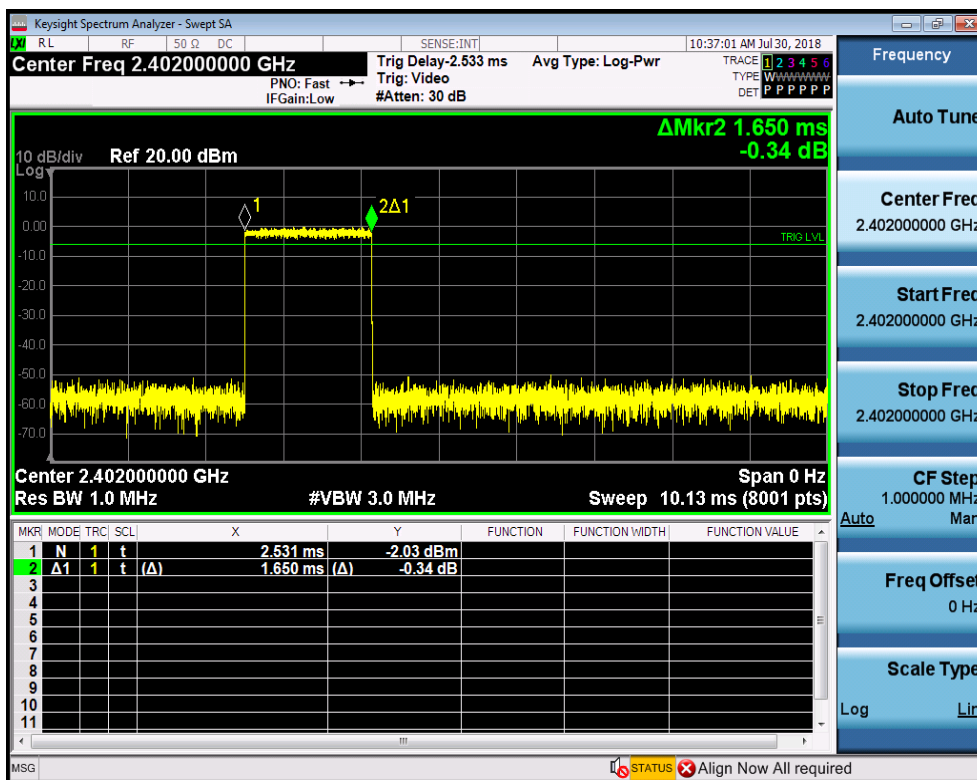 Keysight Spectrum Analyzer - Swept SA
LXI RL RF 50 Ω DC SENSE:INT 10:37:01 AM Jul 30, 2018
Center Freq 2.402000000 GHz
PNO: Fast
IFGain:Low
Trig Delay-2.533 ms
Trig: Video
#Atten: 30 dB
Avg Type: Log-Pwr
TRACE 1 2 3 4 5 6
TYPE WWWWWWW
DET P P P P P P
ΔMkr2 1.650 ms
-0.34 dB
10 dB/div Ref 20.00 dBm
Log
10.0
0.00
-10.0
-20.0
-30.0
-40.0
-50.0
-60.0
-70.0
1
2Δ1
TRIG LVL
Center 2.402000000 GHz Span 0 Hz
Res BW 1.0 MHz #VBW 3.0 MHz Sweep 10.13 ms (8001 pts)
MKR MODE TRC SCL X Y FUNCTION FUNCTION WIDTH FUNCTION VALUE
1 N 1 t 2.531 ms -2.03 dBm
2 Δ1 1 t (Δ) 1.650 ms (Δ) -0.34 dB
3
4
5
6
7
8
9
10
11
MSG STATUS Align Now All required
Frequency
Auto Tune
Center Freq
2.402000000 GHz
Start Freq
2.402000000 GHz
Stop Freq
2.402000000 GHz
CF Step
1.000000 MHz
Auto Man
Freq Offset
0 Hz
Scale Type
Log Lin